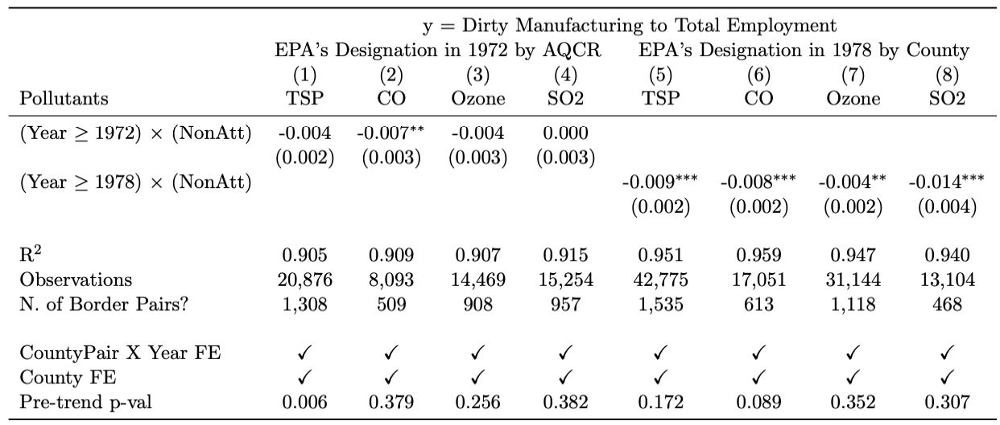 y = Dirty Manufacturing to Total Employment
EPA's Designation in 1972 by AQCR EPA's Designation in 1978 by County
(1) (2) (3) (4) (5) (6) (7) (8)
Pollutants TSP CO Ozone SO2 TSP CO Ozone SO2
(Year ≥ 1972) × (NonAtt) -0.004 -0.007** -0.004 0.000
(0.002) (0.003) (0.003) (0.003)
(Year ≥ 1978) × (NonAtt) -0.009*** -0.008*** -0.004** -0.014***
(0.002) (0.002) (0.002) (0.004)
R² 0.905 0.909 0.907 0.915 0.951 0.959 0.947 0.940
Observations 20,876 8,093 14,469 15,254 42,775 17,051 31,144 13,104
N. of Border Pairs? 1,308 509 908 957 1,535 613 1,118 468
CountyPair X Year FE ✓ ✓ ✓ ✓ ✓ ✓ ✓ ✓
County FE ✓ ✓ ✓ ✓ ✓ ✓ ✓ ✓
Pre-trend p-val 0.006 0.379 0.256 0.382 0.172 0.089 0.352 0.307